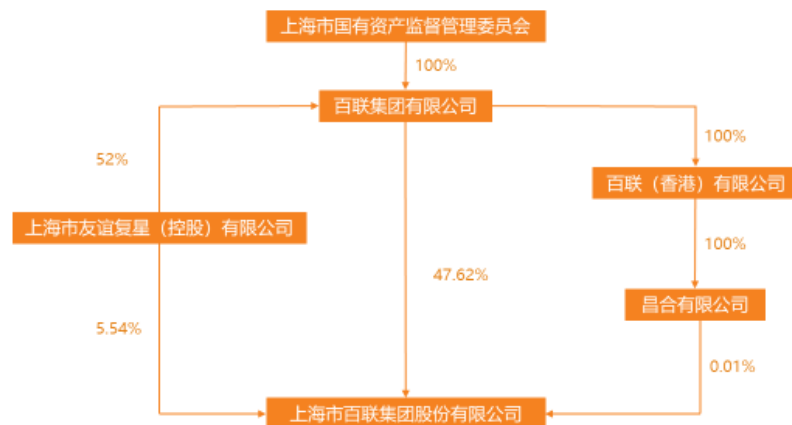 上海市国有资产监督管理委员会
100%
百联集团有限公司
52%
100%
百联（香港）有限公司
上海市友谊复星（控股）有限公司
100%
47.62%
5.54%
昌合有限公司
0.01%
上海市百联集团股份有限公司